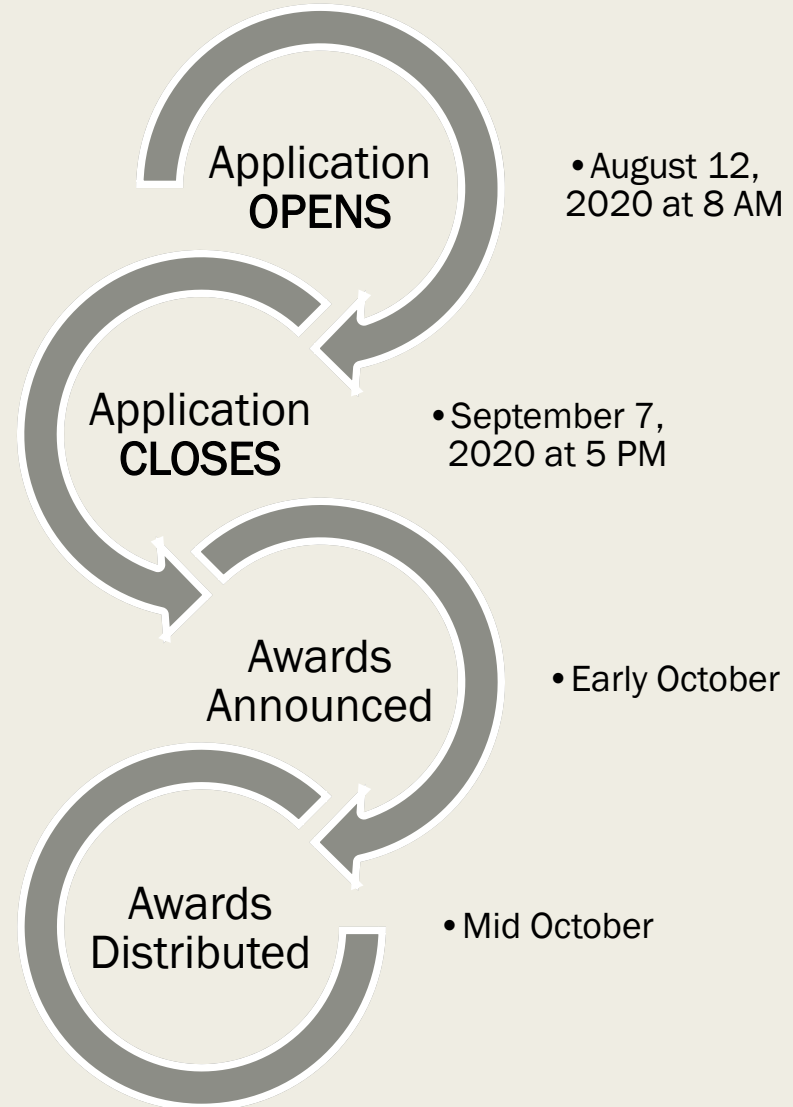 Application
OPENS
•August 12,
2020 at 8 AM
Application
CLOSES
•September 7,
2020 at 5 PM
Awards
Announced
•Early October
Awards
Distributed
•Mid October